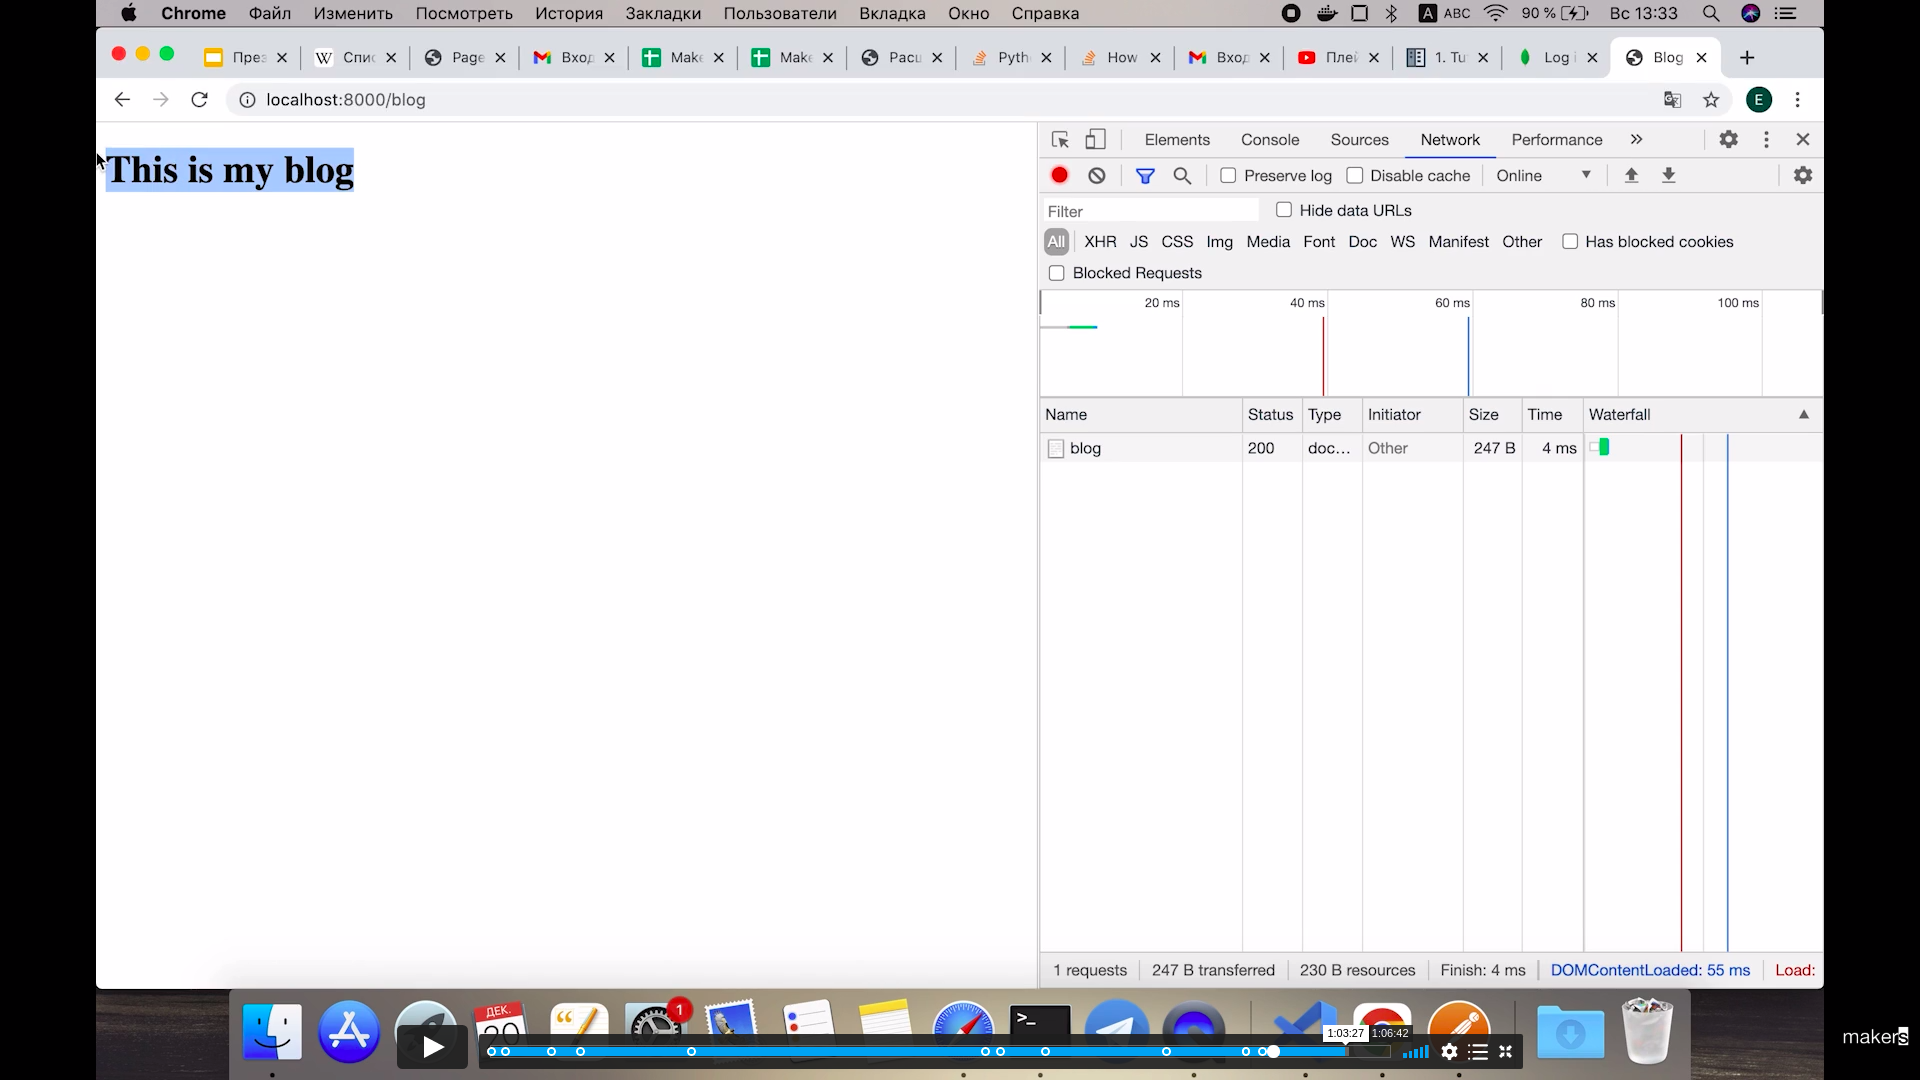 Chrome Файл Изменить Посмотреть История Закладки Пользователи Вкладка Окно Справка A ABC 90 % Вс 13:33
През Спис Page Вход Make Make Расш Pyth How Вход Плей 1. Tu Log i Blog
localhost:8000/blog E
This is my blog
Elements Console Sources Network Performance
Preserve log Disable cache Online
Filter Hide data URLs
All XHR JS CSS Img Media Font Doc WS Manifest Other Has blocked cookies
Blocked Requests
20 ms 40 ms 60 ms 80 ms 100 ms
Name Status Type Initiator Size Time Waterfall
blog 200 doc... Other 247 B 4 ms
1 requests 247 B transferred 230 B resources Finish: 4 ms DOMContentLoaded: 55 ms Load:
ДЕК. 1
1:03:27 1:06:42
makers